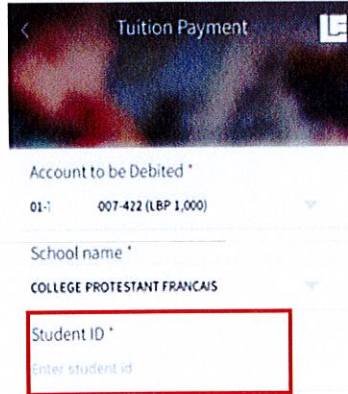 Tuition Payment
Account to be Debited *
01-
007-422 (LBP 1,000)
School name *
COLLEGE PROTESTANT FRANCAIS
Student ID *
Enter student id